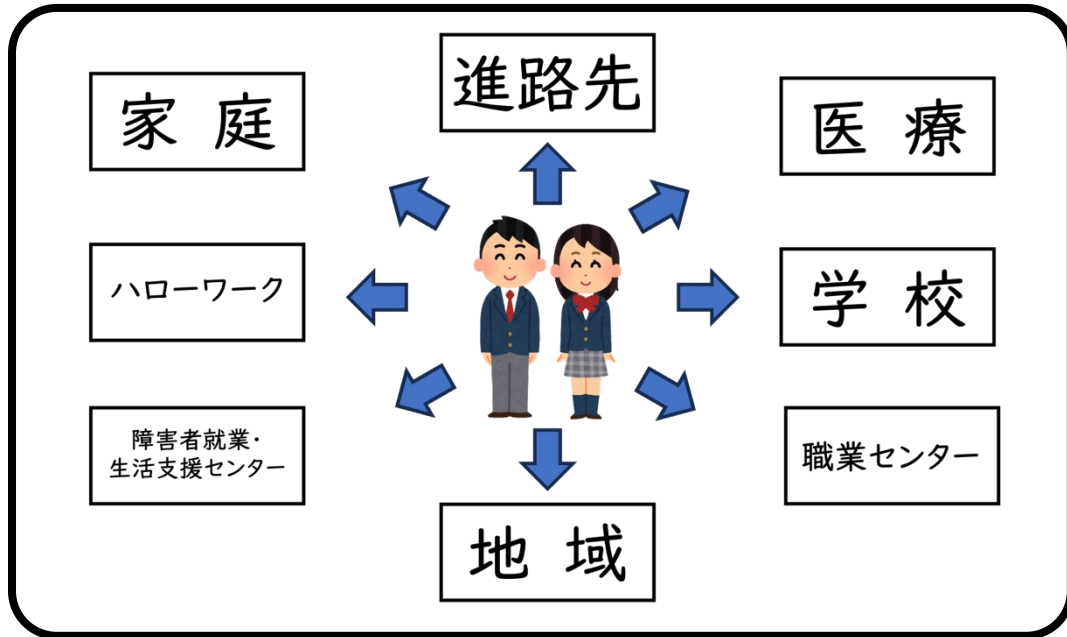 進路先
家 庭
医 療
ハローワーク
学 校
障害者就業・
生活支援センター
職業センター
地 域